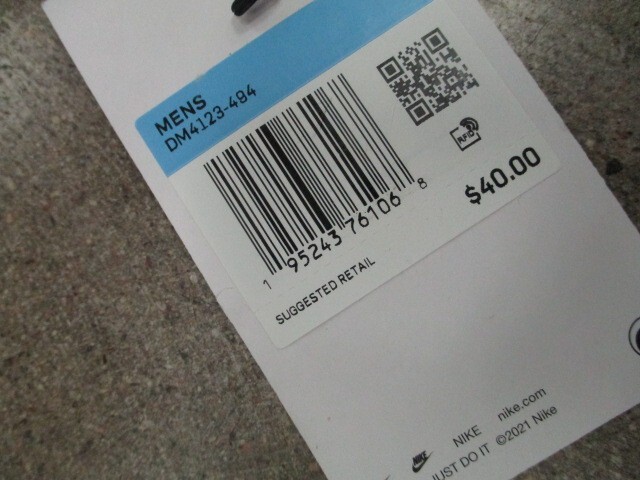 MENS
DM4123-494
RFID
1 95243 76106 8
$40.00
SUGGESTED RETAIL
NIKE nike.com
JUST DO IT ©2021 Nike